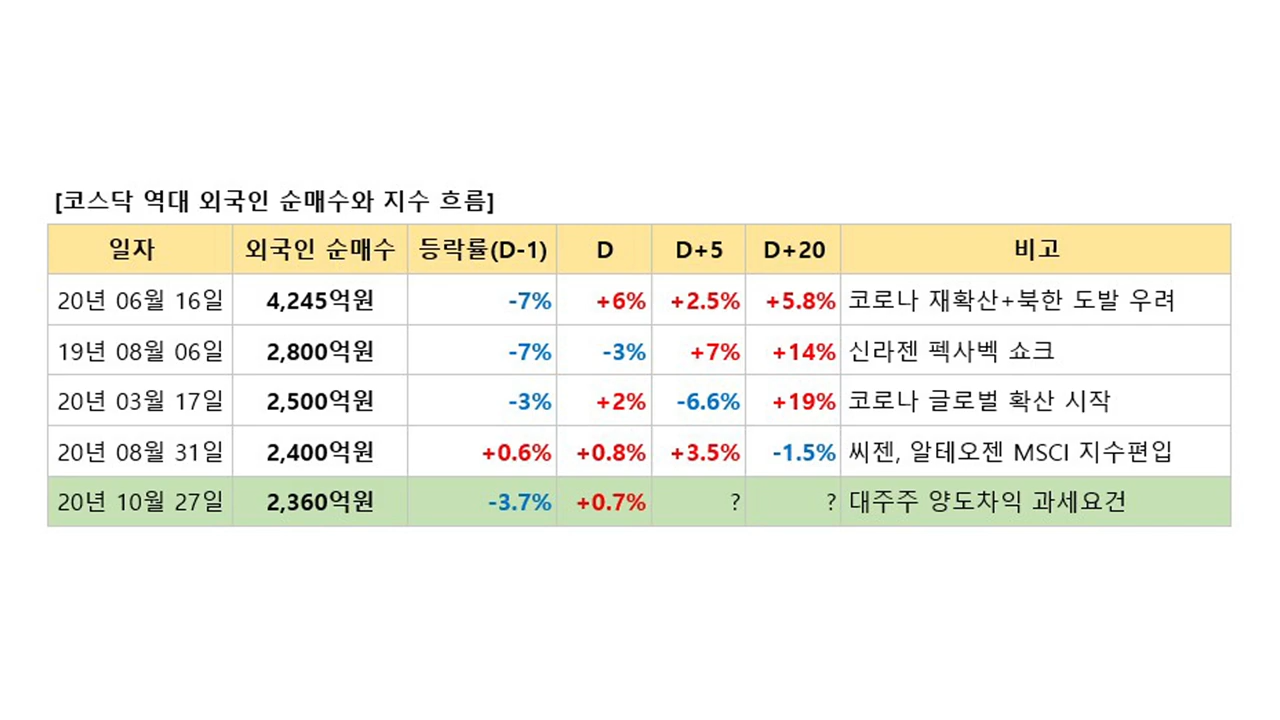 [코스닥 역대 외국인 순매수와 지수 흐름]
일자 외국인 순매수 등락률(D-1) D D+5 D+20 비고
20년 06월 16일 4,245억원 -7% +6% +2.5% +5.8% 코로나 재확산+북한 도발 우려
19년 08월 06일 2,800억원 -7% -3% +7% +14% 신라젠 펙사벡 쇼크
20년 03월 17일 2,500억원 -3% +2% -6.6% +19% 코로나 글로벌 확산 시작
20년 08월 31일 2,400억원 +0.6% +0.8% +3.5% -1.5% 씨젠, 알테오젠 MSCI 지수편입
20년 10월 27일 2,360억원 -3.7% +0.7% ? ? 대주주 양도차익 과세요건